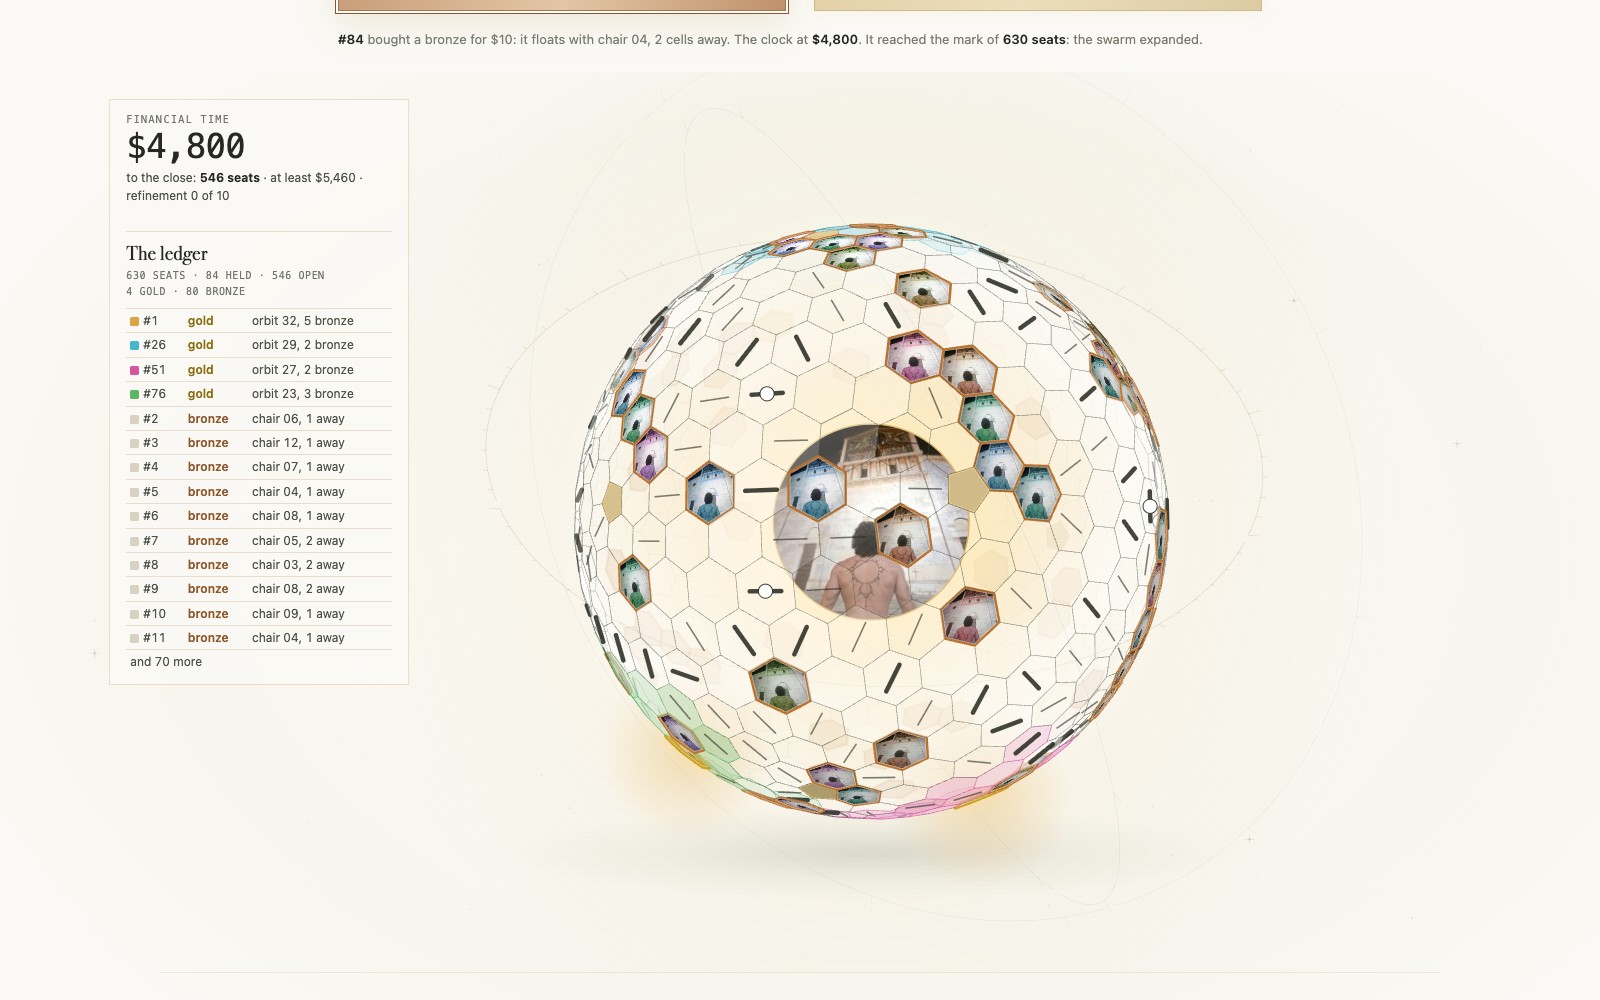 #84 bought a bronze for $10: it floats with chair 04, 2 cells away. The clock at $4,800. It reached the mark of 630 seats: the swarm expanded.
FINANCIAL TIME
$4,800
to the close: 546 seats · at least $5,460 ·
refinement 0 of 10
The ledger
630 SEATS · 84 HELD · 546 OPEN
4 GOLD · 80 BRONZE
#1 gold orbit 32, 5 bronze
#26 gold orbit 29, 2 bronze
#51 gold orbit 27, 2 bronze
#76 gold orbit 23, 3 bronze
#2 bronze chair 06, 1 away
#3 bronze chair 12, 1 away
#4 bronze chair 07, 1 away
#5 bronze chair 04, 1 away
#6 bronze chair 08, 1 away
#7 bronze chair 05, 2 away
#8 bronze chair 03, 2 away
#9 bronze chair 08, 2 away
#10 bronze chair 09, 1 away
#11 bronze chair 04, 1 away
and 70 more